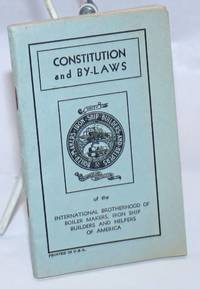 CONSTITUTION
and BY-LAWS
of the
INTERNATIONAL BROTHERHOOD OF
BOILER MAKERS, IRON SHIP
BUILDERS AND HELPERS
OF AMERICA
PRINTED IN U.S.A.